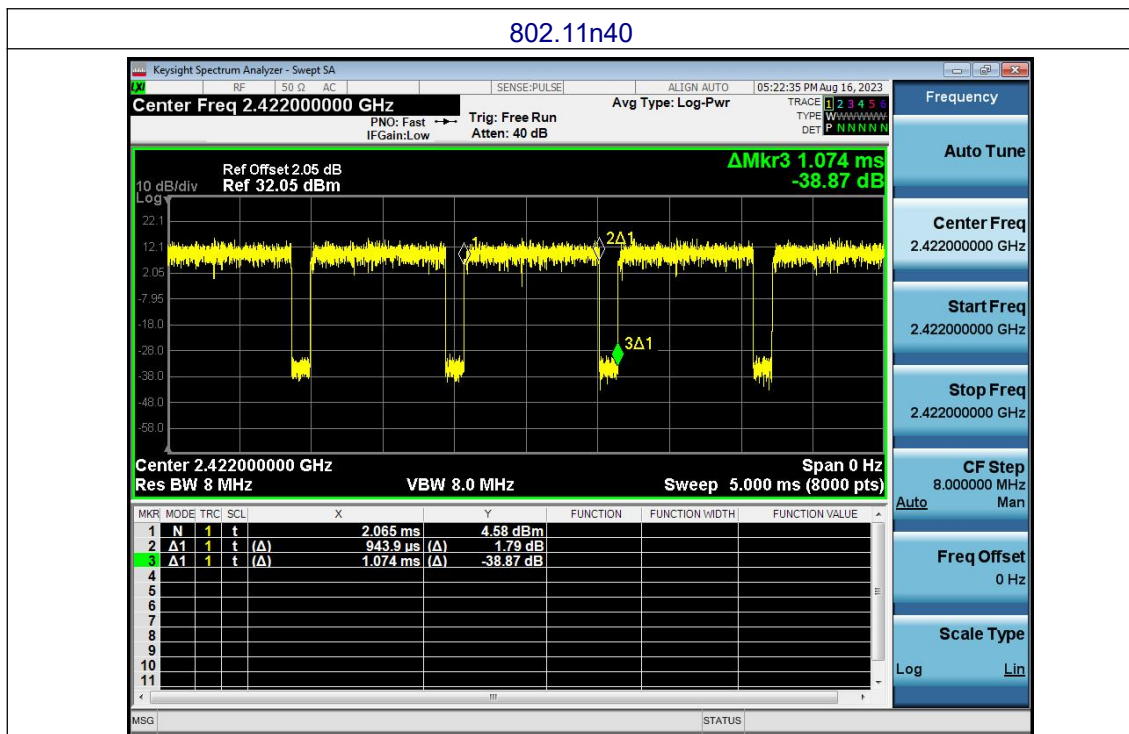 802.11n40
Keysight Spectrum Analyzer - Swept SA
LXI RF 50 Ω AC SENSE:PULSE ALIGN AUTO 05:22:35 PM Aug 16, 2023
Center Freq 2.422000000 GHz Avg Type: Log-Pwr TRACE 1 2 3 4 5 6
PNO: Fast Trig: Free Run TYPE W
IFGain:Low Atten: 40 dB DET P N N N N N
Frequency
Auto Tune
Center Freq
2.422000000 GHz
Start Freq
2.422000000 GHz
Stop Freq
2.422000000 GHz
CF Step
8.000000 MHz
Auto Man
Freq Offset
0 Hz
Scale Type
Log Lin
ΔMkr3 1.074 ms
-38.87 dB
Ref Offset 2.05 dB
10 dB/div Ref 32.05 dBm
Log
22.1
12.1
2.05
-7.95
-18.0
-28.0
-38.0
-48.0
-58.0
1
2Δ1
3Δ1
Center 2.422000000 GHz Span 0 Hz
Res BW 8 MHz VBW 8.0 MHz Sweep 5.000 ms (8000 pts)
MKR MODE TRC SCL X Y FUNCTION FUNCTION WIDTH FUNCTION VALUE
1 N 1 t 2.065 ms 4.58 dBm
2 Δ1 1 t (Δ) 943.9 µs (Δ) 1.79 dB
3 Δ1 1 t (Δ) 1.074 ms (Δ) -38.87 dB
4
5
6
7
8
9
10
11
MSG STATUS